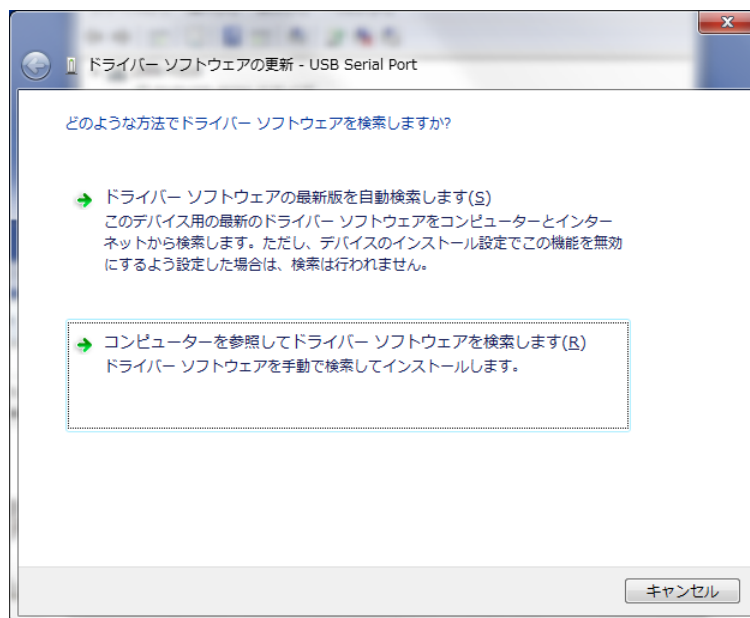 ドライバー ソフトウェアの更新 - USB Serial Port
どのような方法でドライバー ソフトウェアを検索しますか?
ドライバー ソフトウェアの最新版を自動検索します(S)
このデバイス用の最新のドライバー ソフトウェアをコンピューターとインター
ネットから検索します。ただし、デバイスのインストール設定でこの機能を無効
にするよう設定した場合は、検索は行われません。
コンピューターを参照してドライバー ソフトウェアを検索します(R)
ドライバー ソフトウェアを手動で検索してインストールします。
キャンセル